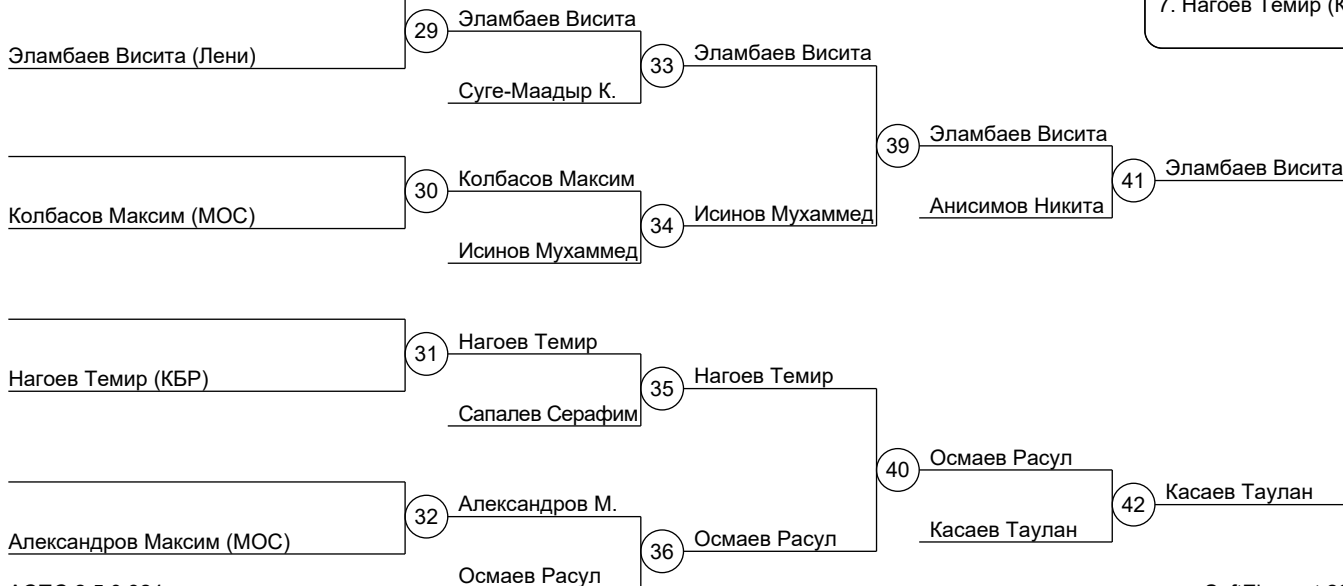 7. Нагоев Темир
29
Эламбаев Висита
Эламбаев Висита (Лени)
33
Эламбаев Висита
Суге-Маадыр К.
39
Эламбаев Висита
30
Колбасов Максим
41
Эламбаев Висита
Колбасов Максим (МОС)
34
Исинов Мухаммед
Анисимов Никита
Исинов Мухаммед
31
Нагоев Темир
Нагоев Темир (КБР)
35
Нагоев Темир
Сапалев Серафим
40
Осмаев Расул
32
Александров М.
42
Касаев Таулан
Александров Максим (МОС)
36
Осмаев Расул
Касаев Таулан
Осмаев Расул